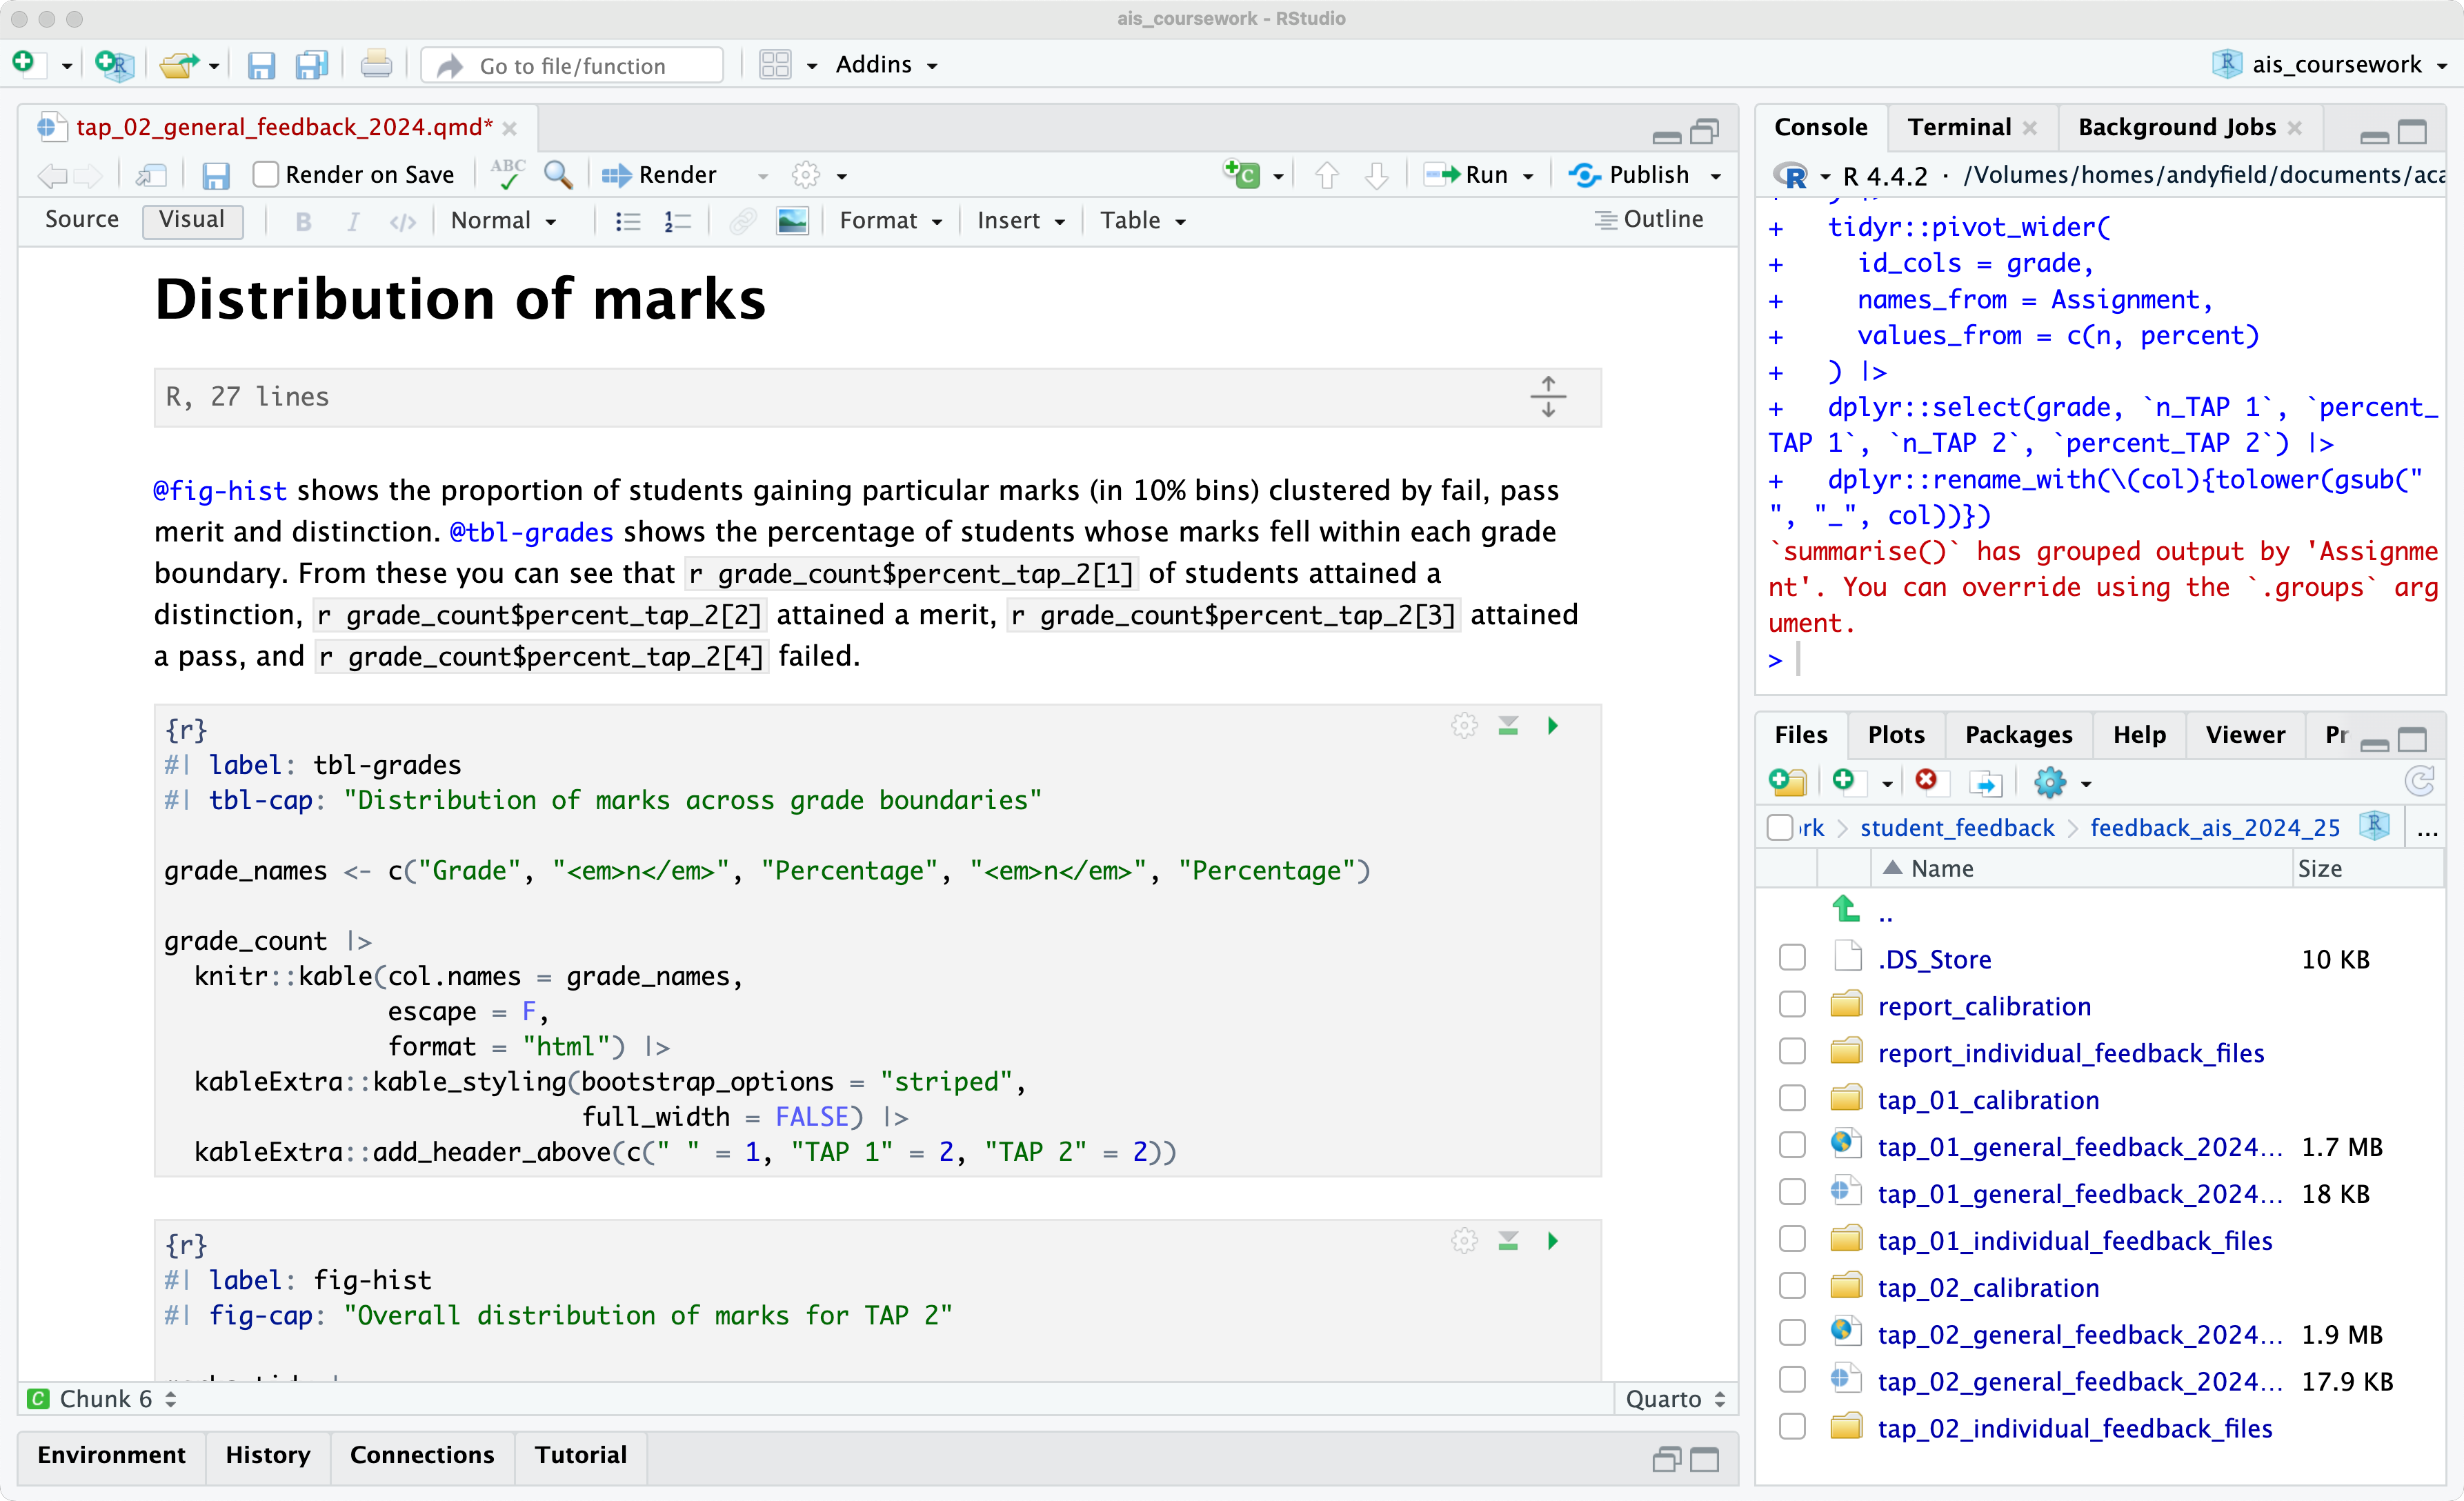 ais_coursework - RStudio
Go to file/function
Addins
ais_coursework
tap_02_general_feedback_2024.qmd*
Render on Save
ABC
Render
Run
Publish
Source
Visual
B
I
</>
Normal
Format
Insert
Table
Outline
Distribution of marks
R, 27 lines
@fig-hist shows the proportion of students gaining particular marks (in 10% bins) clustered by fail, pass
merit and distinction. @tbl-grades shows the percentage of students whose marks fell within each grade
boundary. From these you can see that r grade_count$percent_tap_2[1] of students attained a
distinction, r grade_count$percent_tap_2[2] attained a merit, r grade_count$percent_tap_2[3] attained
a pass, and r grade_count$percent_tap_2[4] failed.
{r}
#| label: tbl-grades
#| tbl-cap: "Distribution of marks across grade boundaries"
grade_names <- c("Grade", "<em>n</em>", "Percentage", "<em>n</em>", "Percentage")
grade_count |>
knitr::kable(col.names = grade_names,
escape = F,
format = "html") |>
kableExtra::kable_styling(bootstrap_options = "striped",
full_width = FALSE) |>
kableExtra::add_header_above(c(" " = 1, "TAP 1" = 2, "TAP 2" = 2))
{r}
#| label: fig-hist
#| fig-cap: "Overall distribution of marks for TAP 2"
C Chunk 6
Quarto
Environment
History
Connections
Tutorial
Console
Terminal
Background Jobs
R 4.4.2 · /Volumes/homes/andyfield/documents/aca
+ tidyr::pivot_wider(
+ id_cols = grade,
+ names_from = Assignment,
+ values_from = c(n, percent)
+ ) |>
+ dplyr::select(grade, `n_TAP 1`, `percent_
TAP 1`, `n_TAP 2`, `percent_TAP 2`) |>
+ dplyr::rename_with(\(col){tolower(gsub("
", "_", col))})
`summarise()` has grouped output by 'Assignme
nt'. You can override using the `.groups` arg
ument.
>
Files
Plots
Packages
Help
Viewer
Pr
rk
student_feedback
feedback_ais_2024_25
...
Name
Size
..
.DS_Store 10 KB
report_calibration
report_individual_feedback_files
tap_01_calibration
tap_01_general_feedback_2024... 1.7 MB
tap_01_general_feedback_2024... 18 KB
tap_01_individual_feedback_files
tap_02_calibration
tap_02_general_feedback_2024... 1.9 MB
tap_02_general_feedback_2024... 17.9 KB
tap_02_individual_feedback_files